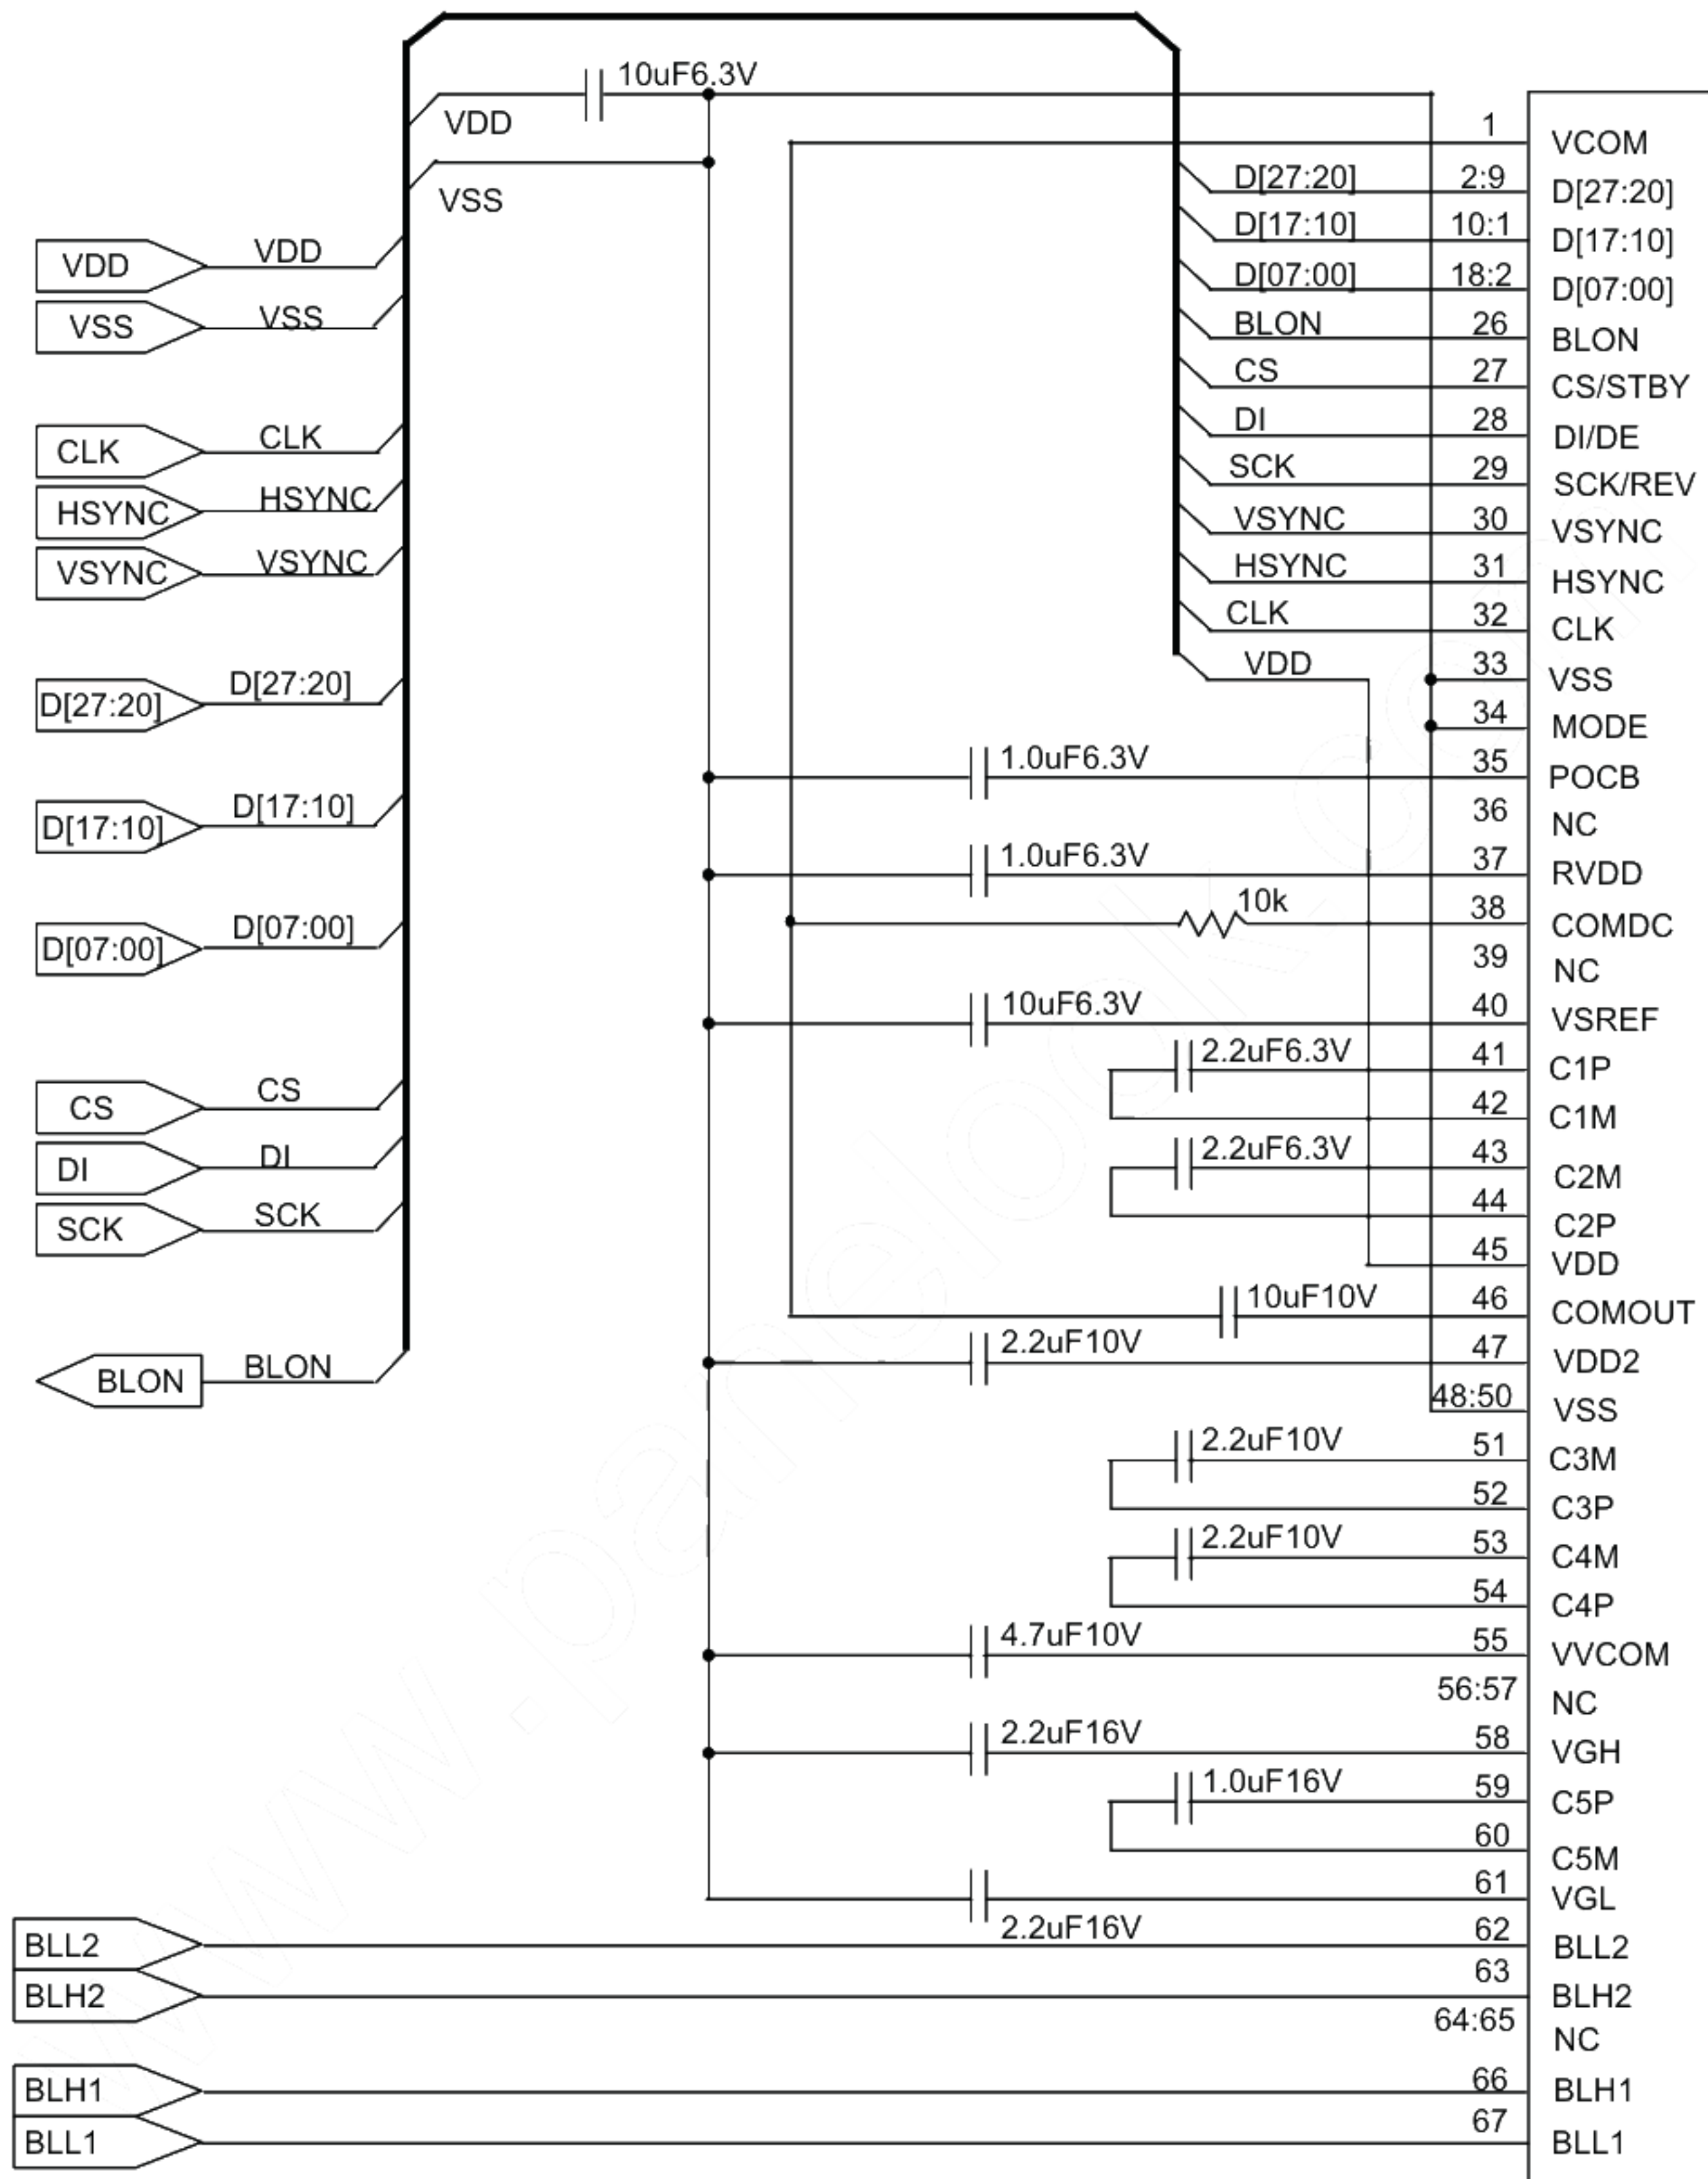 10uF6.3V
VDD
VSS
VDD VDD
VSS VSS
CLK CLK
HSYNC HSYNC
VSYNC VSYNC
D[27:20] D[27:20]
D[17:10] D[17:10]
D[07:00] D[07:00]
CS CS
DI DI
SCK SCK
BLON BLON
1 VCOM
D[27:20] 2:9 D[27:20]
D[17:10] 10:1 D[17:10]
D[07:00] 18:2 D[07:00]
BLON 26 BLON
CS 27 CS/STBY
DI 28 DI/DE
SCK 29 SCK/REV
VSYNC 30 VSYNC
HSYNC 31 HSYNC
CLK 32 CLK
VDD 33 VSS
34 MODE
1.0uF6.3V 35 POCB
36 NC
1.0uF6.3V 37 RVDD
10k 38 COMDC
39 NC
10uF6.3V 40 VSREF
2.2uF6.3V 41 C1P
42 C1M
2.2uF6.3V 43 C2M
44 C2P
45 VDD
10uF10V 46 COMOUT
2.2uF10V 47 VDD2
48:50 VSS
2.2uF10V 51 C3M
52 C3P
2.2uF10V 53 C4M
54 C4P
4.7uF10V 55 VVCOM
56:57 NC
2.2uF16V 58 VGH
1.0uF16V 59 C5P
60 C5M
61 VGL
2.2uF16V
BLL2 62 BLL2
BLH2 63 BLH2
64:65 NC
BLH1 66 BLH1
BLL1 67 BLL1
www.panelook.com